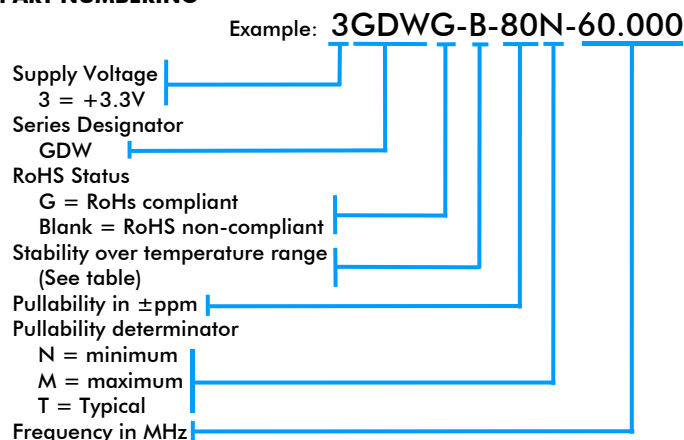 PART NUMBERING
Example: 3GDWG-B-80N-60.000
Supply Voltage
3 = +3.3V
Series Designator
GDW
RoHS Status
G = RoHs compliant
Blank = RoHS non-compliant
Stability over temperature range
(See table)
Pullability in ±ppm
Pullability determinator
N = minimum
M = maximum
T = Typical
Frequency in MHz